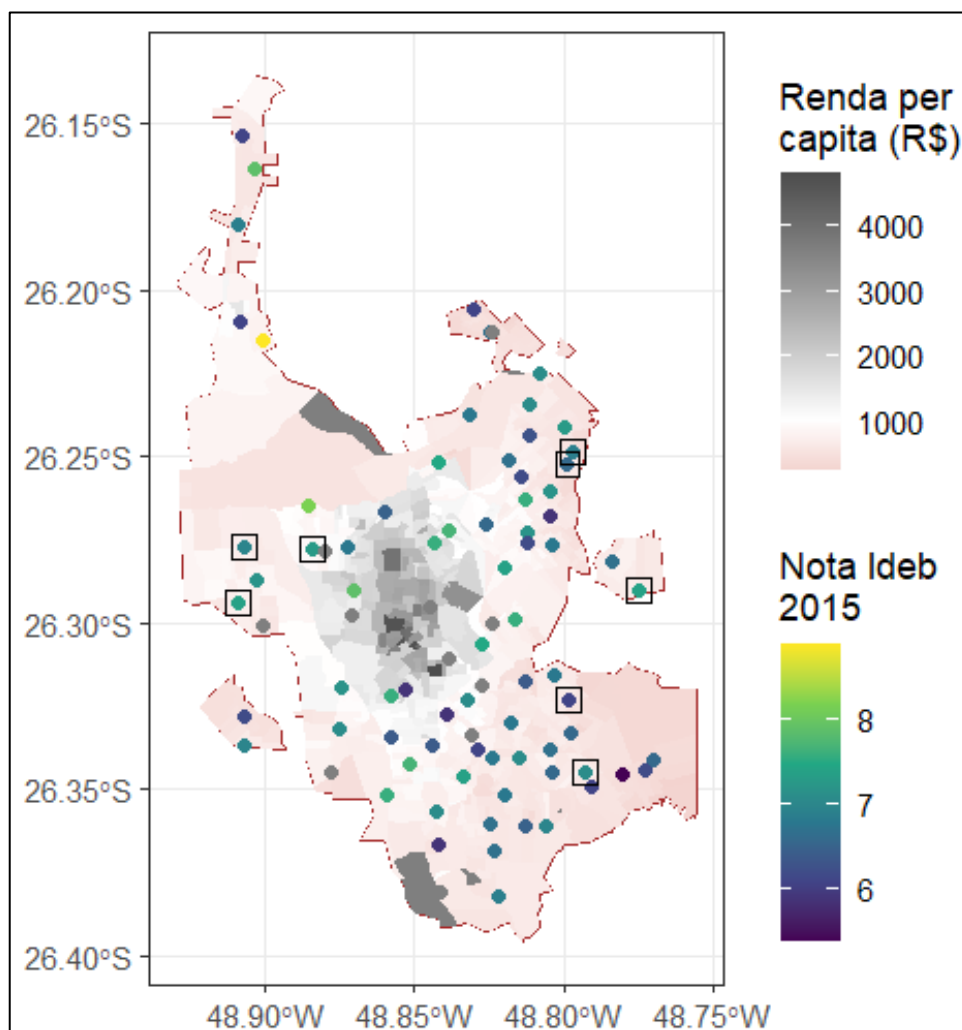 26.15°S
26.20°S
26.25°S
26.30°S
26.35°S
26.40°S
48.90°W 48.85°W 48.80°W 48.75°W
Renda per
capita (R$)
4000
3000
2000
1000
Nota Ideb
2015
8
7
6